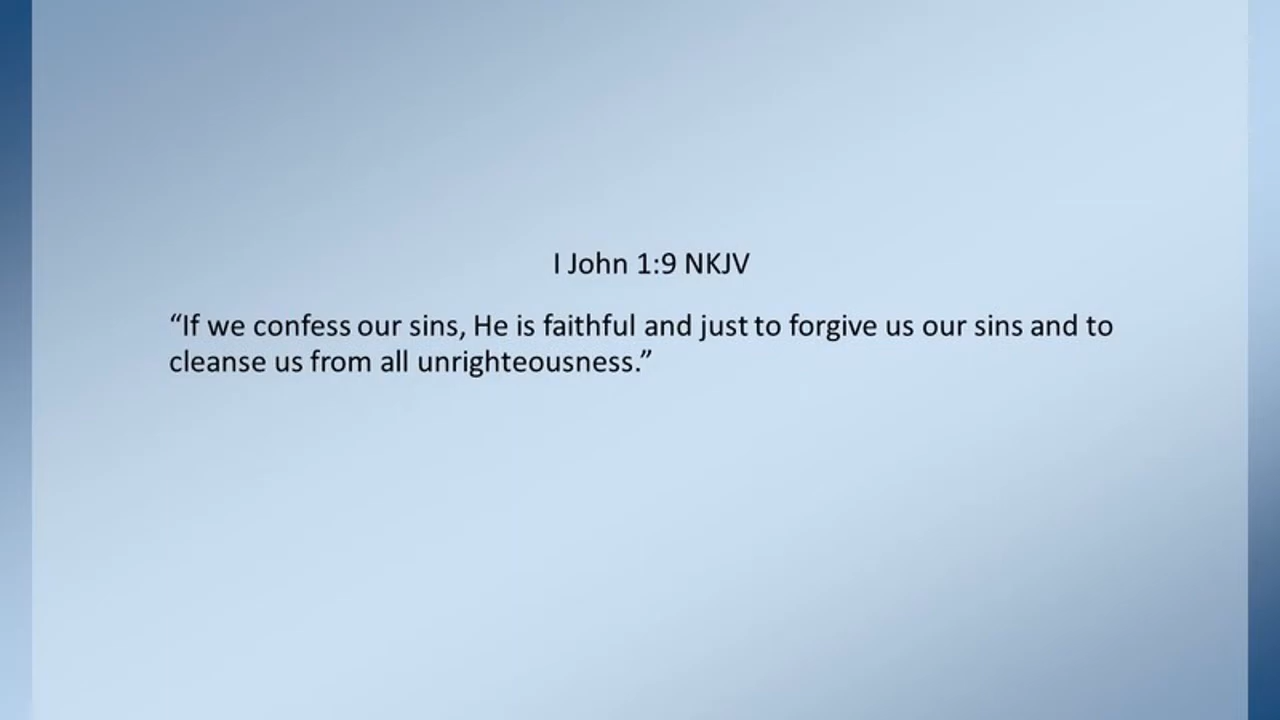 I John 1:9 NKJV
“If we confess our sins, He is faithful and just to forgive us our sins and to
cleanse us from all unrighteousness.”